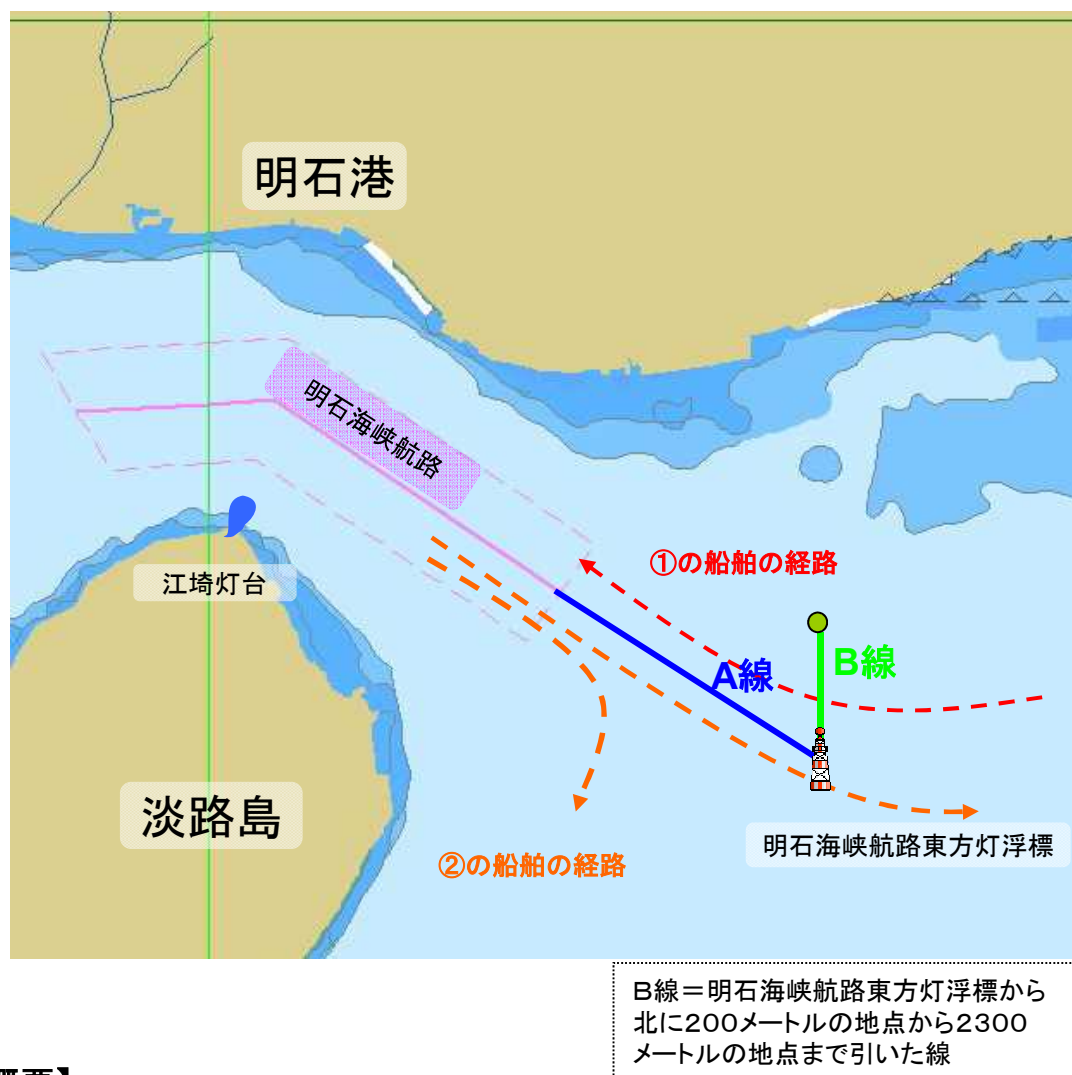 明石港
明石海峡航路
①の船舶の経路
江埼灯台
A線
B線
淡路島
②の船舶の経路
明石海峡航路東方灯浮標
B線＝明石海峡航路東方灯浮標から
北に200メートルの地点から2300
メートルの地点まで引いた線